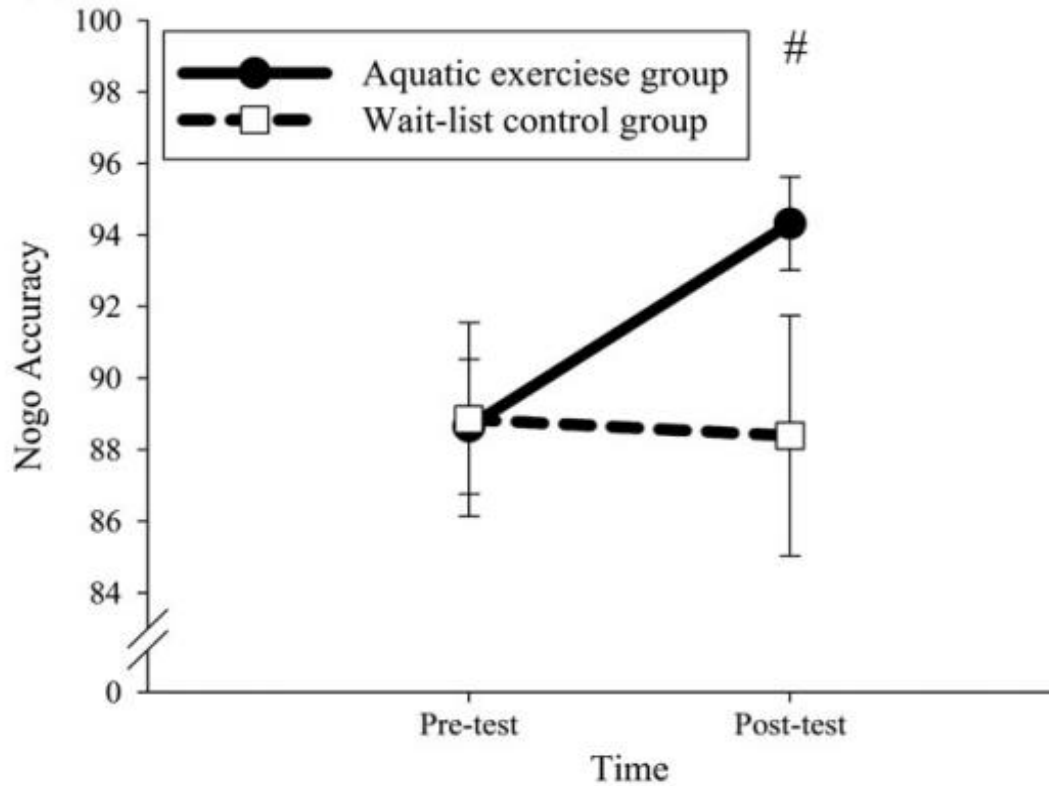 100
98
96
94
92
90
88
86
84
0
Nogo Accuracy
Aquatic exerciese group
Wait-list control group
#
Pre-test
Post-test
Time